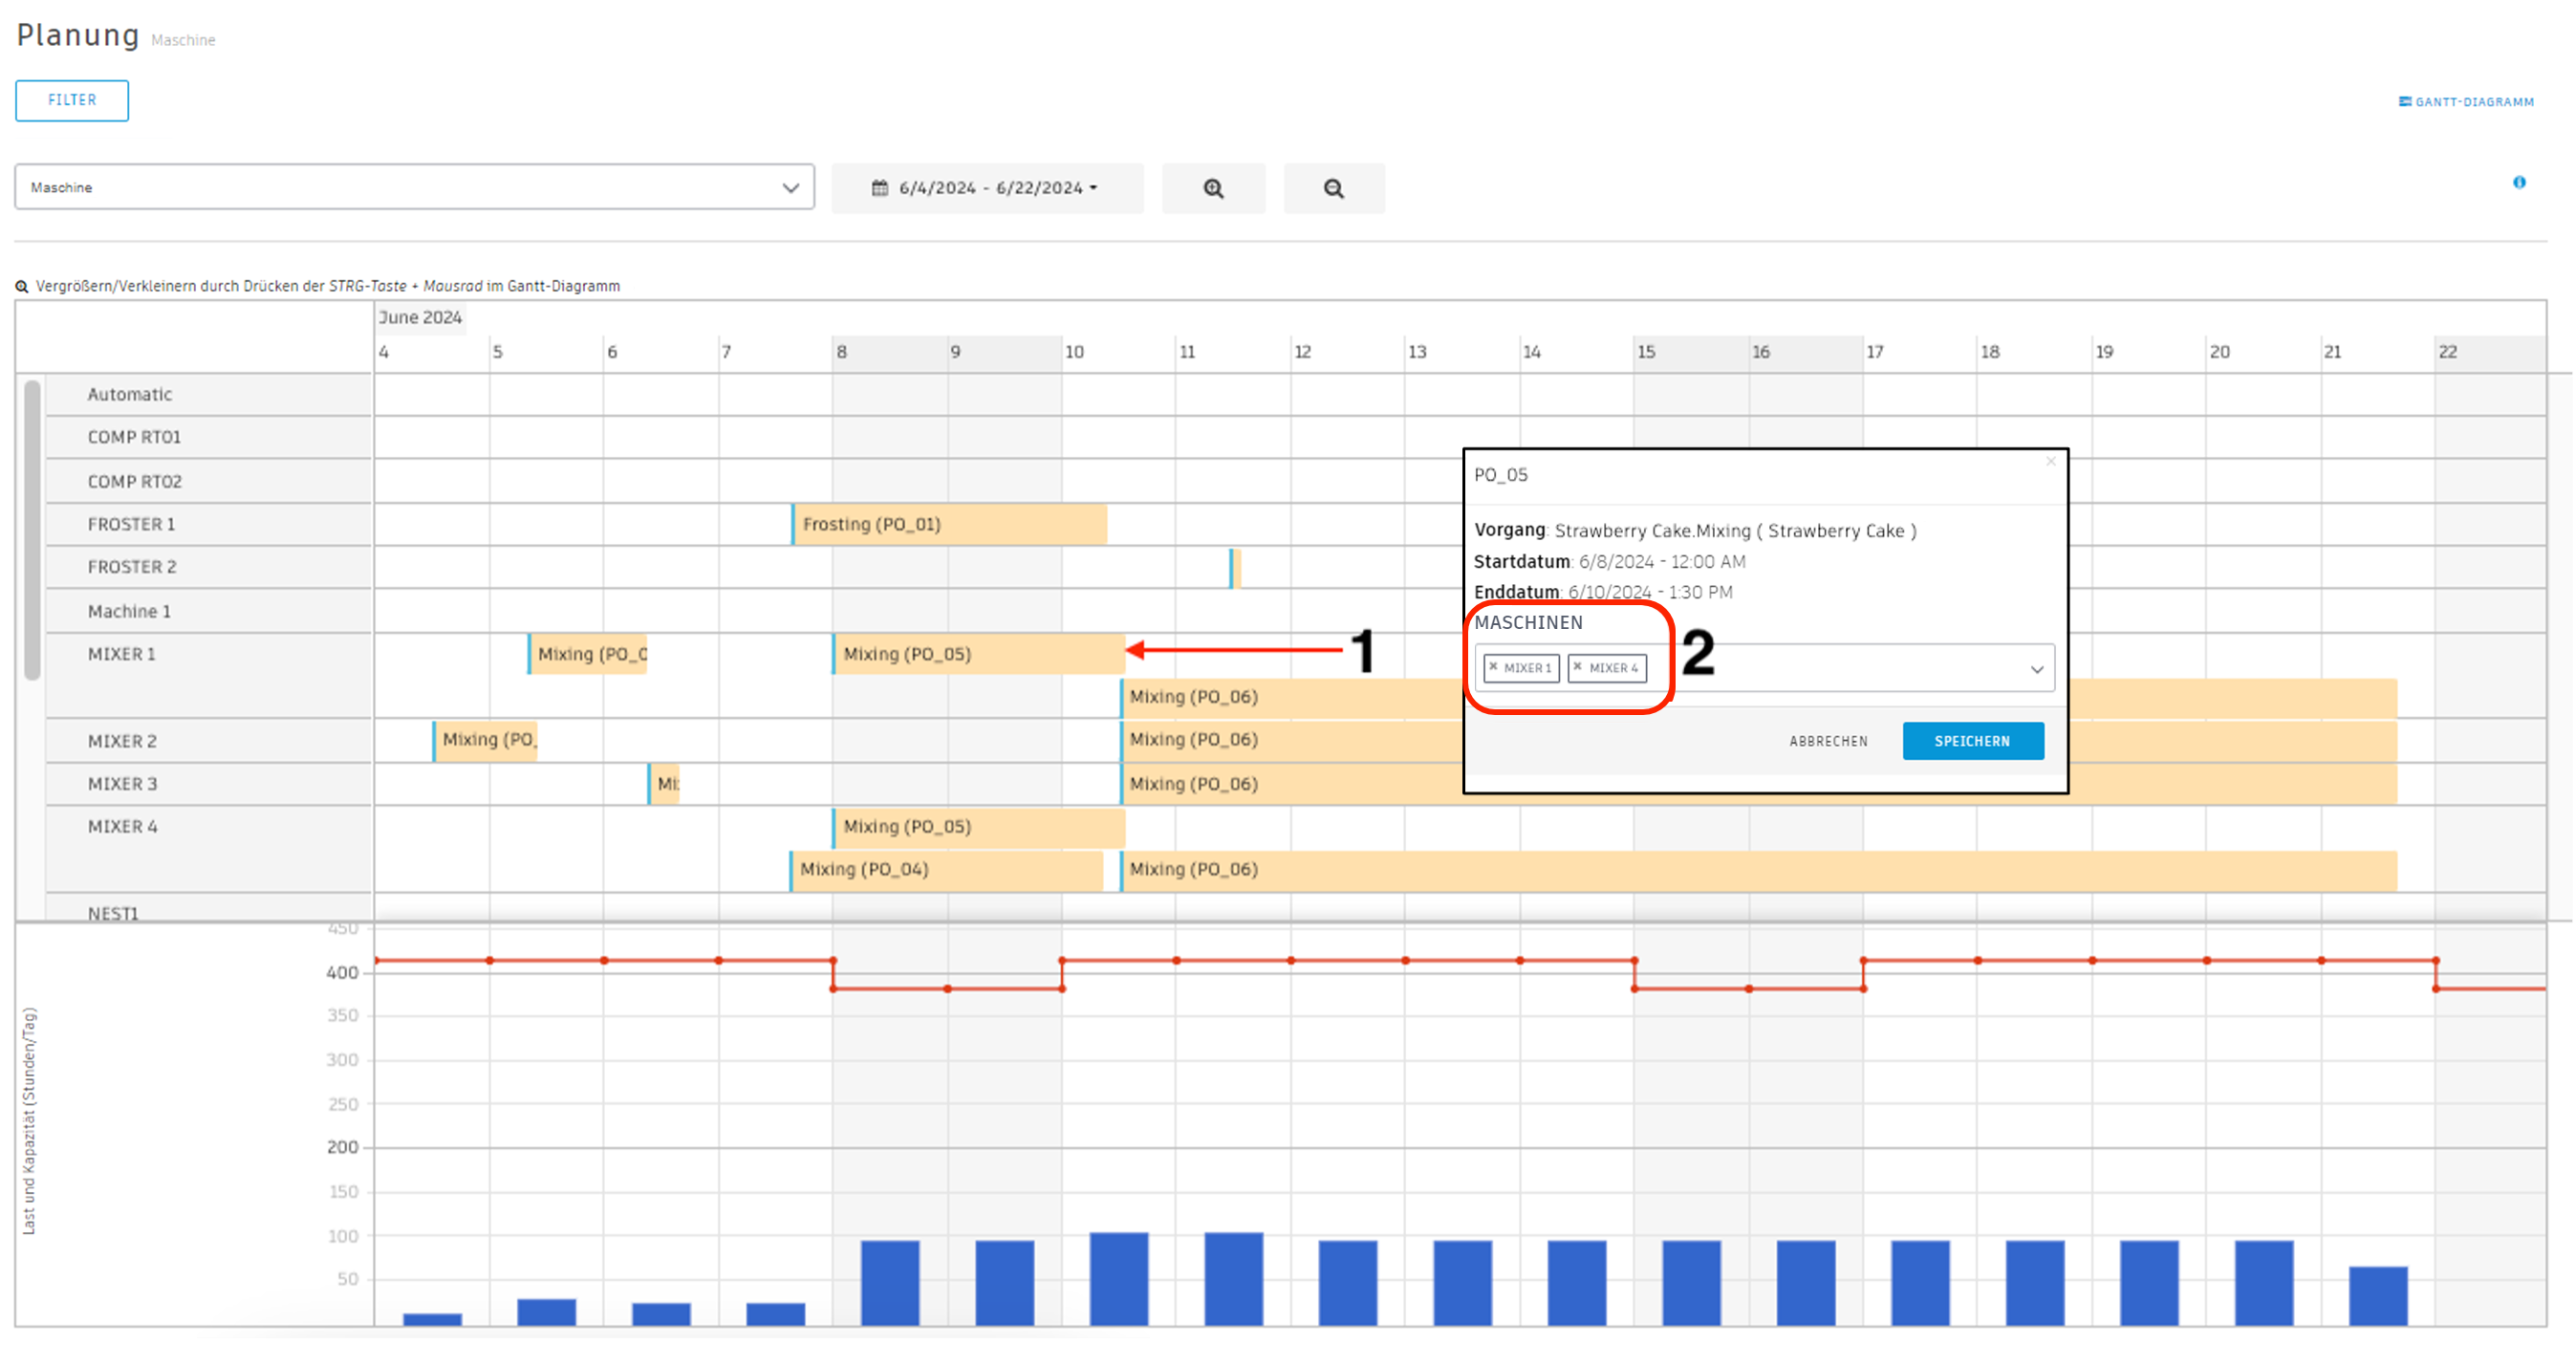 Planung Maschine
FILTER
GANTT-DIAGRAMM
Maschine
6/4/2024 - 6/22/2024
Vergrößern/Verkleinern durch Drücken der STRG-Taste + Mausrad im Gantt-Diagramm
June 2024
4 5 6 7 8 9 10 11 12 13 14 15 16 17 18 19 20 21 22
Automatic
COMP RT01
COMP RT02
FROSTER 1
Frosting (PO_01)
FROSTER 2
Machine 1
MIXER 1
Mixing (PO_0
Mixing (PO_05)
1
Mixing (PO_06)
MIXER 2
Mixing (PO_
Mixing (PO_06)
MIXER 3
Mi
Mixing (PO_06)
MIXER 4
Mixing (PO_05)
Mixing (PO_04)
Mixing (PO_06)
NEST1
PO_05
×
Vorgang: Strawberry Cake.Mixing ( Strawberry Cake )
Startdatum: 6/8/2024 - 12:00 AM
Enddatum: 6/10/2024 - 1:30 PM
MASCHINEN
× MIXER 1 × MIXER 4
2
ABBRECHEN
SPEICHERN
Last und Kapazität (Stunden/Tag)
450
400
350
300
250
200
150
100
50